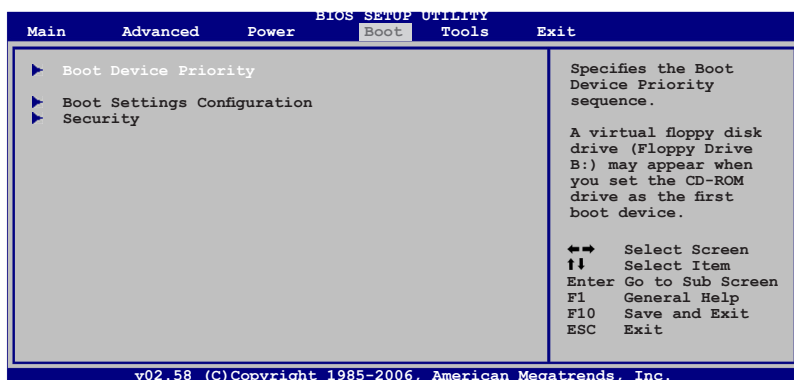 BIOS SETUP UTILITY
Main Advanced Power Boot Tools Exit
Boot Device Priority
Boot Settings Configuration
Security
Specifies the Boot
Device Priority
sequence.
A virtual floppy disk
drive (Floppy Drive
B:) may appear when
you set the CD-ROM
drive as the first
boot device.
←→ Select Screen
↑↓ Select Item
Enter Go to Sub Screen
F1 General Help
F10 Save and Exit
ESC Exit
v02.58 (C)Copyright 1985-2006, American Megatrends, Inc.